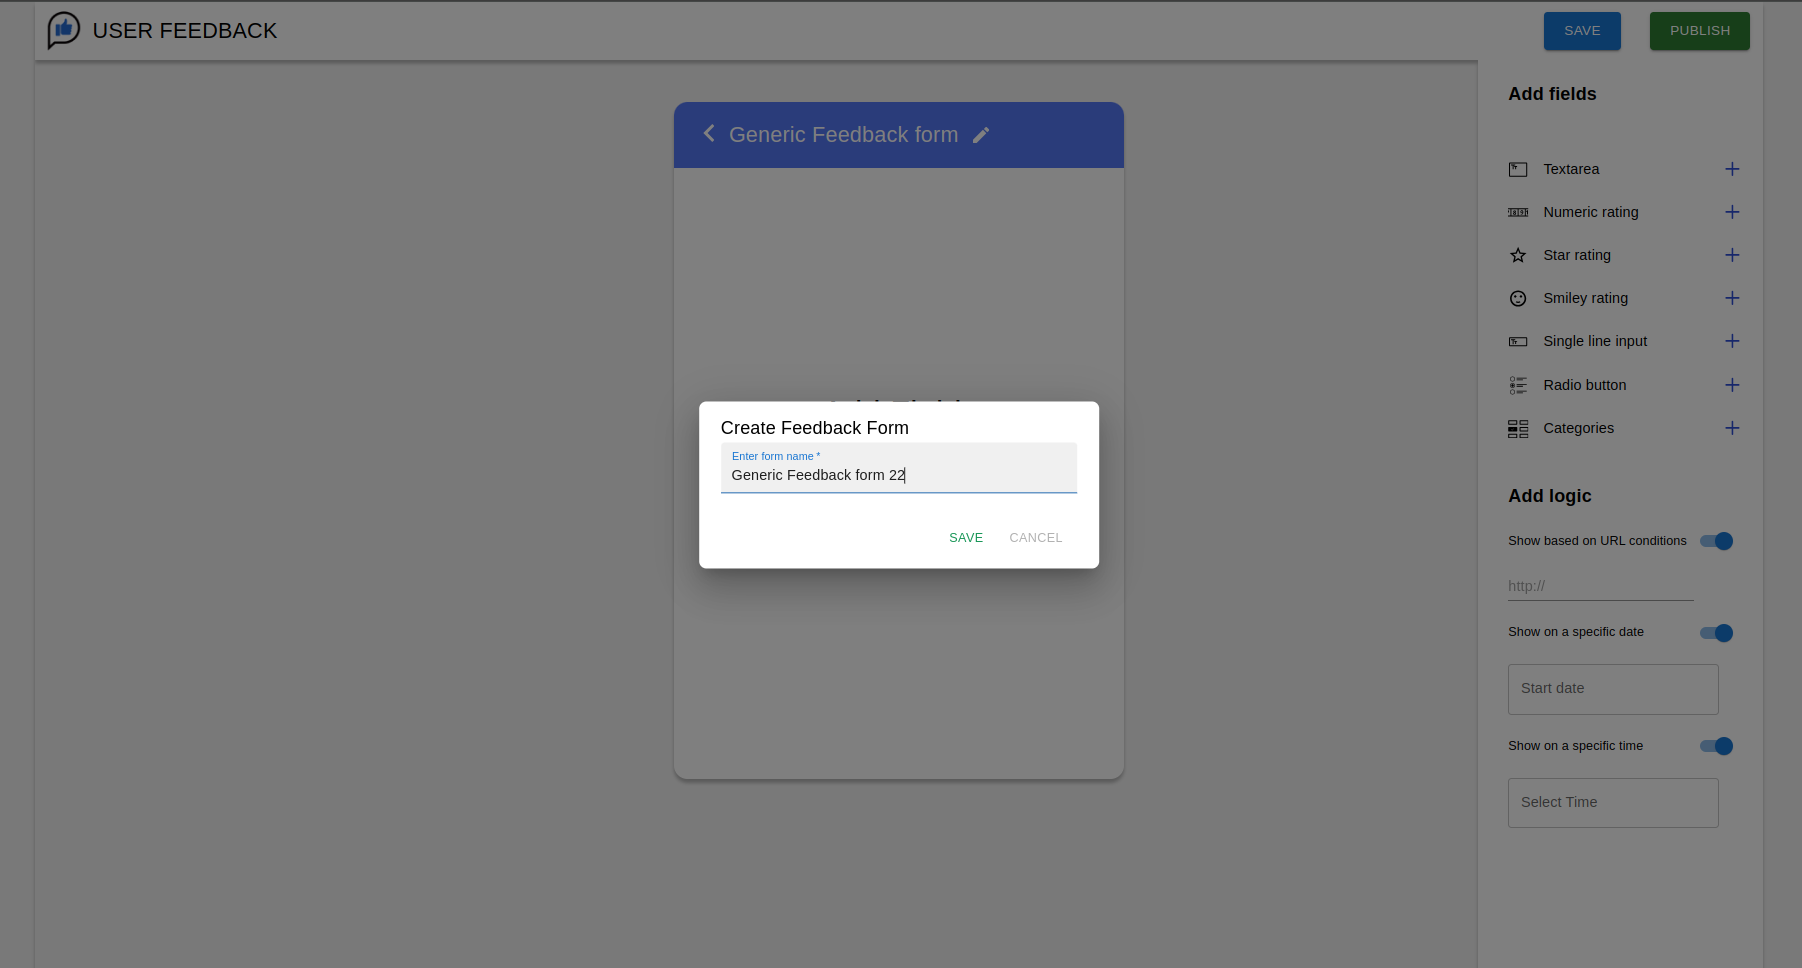 USER FEEDBACK
SAVE
PUBLISH
Generic Feedback form
Create Feedback Form
Enter form name *
Generic Feedback form 22
SAVE
CANCEL
Add fields
Textarea
Numeric rating
Star rating
Smiley rating
Single line input
Radio button
Categories
Add logic
Show based on URL conditions
http://
Show on a specific date
Start date
Show on a specific time
Select Time